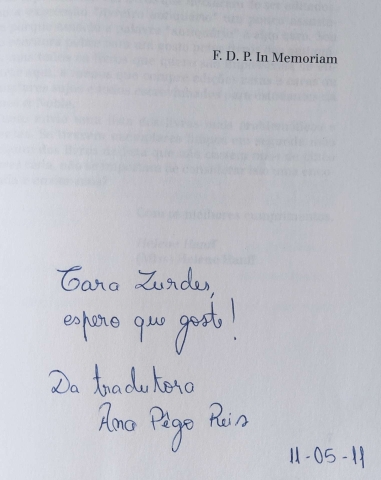 F. D. P. In Memoriam
Cara Lurdes,
espero que goste!
Da tradutora
Ana Pêgo Reis
11-05-11